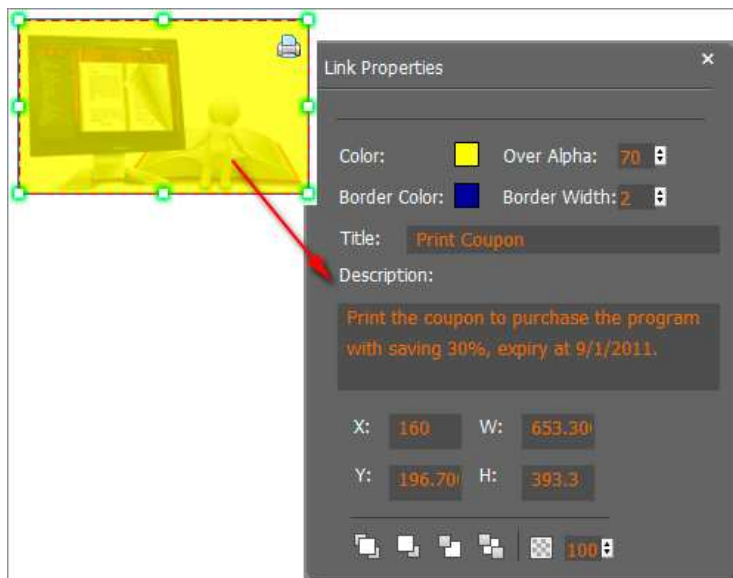 Link Properties
Color: Over Alpha: 70
Border Color: Border Width: 2
Title: Print Coupon
Description:
Print the coupon to purchase the program
with saving 30%, expiry at 9/1/2011.
X: 160 W: 653.30
Y: 196.70 H: 393.3
100